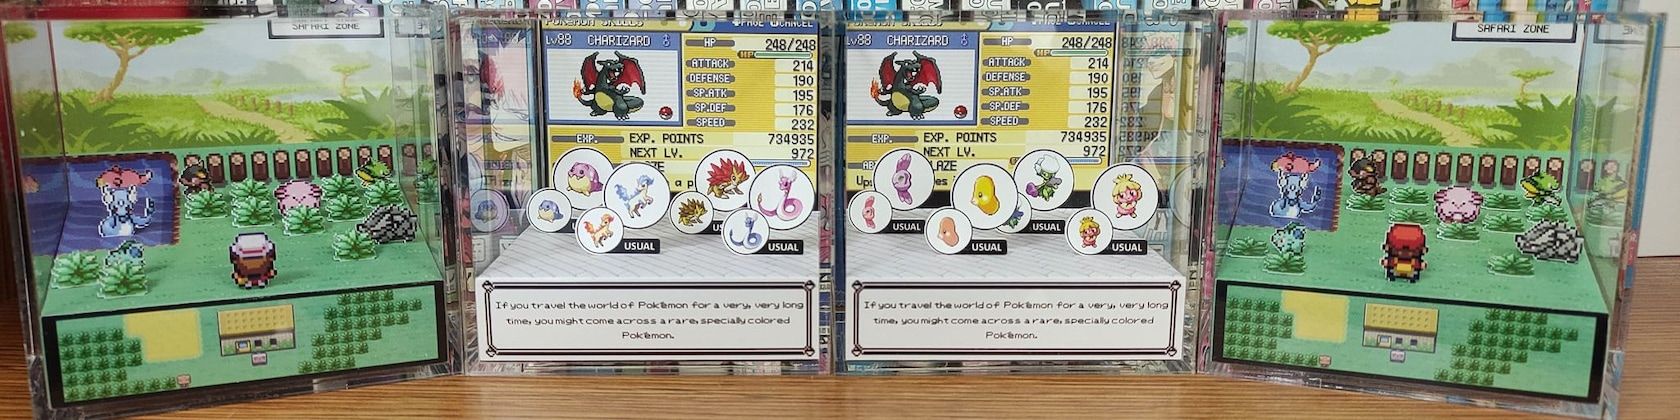 SAFARI ZONE
Lv88 CHARIZARD ♂
HP 248/248
HP
ATTACK 214
DEFENSE 190
SP.ATK 195
SP.DEF 176
SPEED 232
EXP. EXP. POINTS 734935
NEXT LV. 972
USUAL
USUAL
If you travel the world of Pokémon for a very, very long
time, you might come across a rare, specially colored
Pokémon.
Lv88 CHARIZARD ♂
HP 248/248
HP
ATTACK 214
DEFENSE 190
SP.ATK 195
SP.DEF 176
SPEED 232
EXP. EXP. POINTS 734935
NEXT LV. 972
USUAL
USUAL
USUAL
USUAL
If you travel the world of Pokémon for a very, very long
time, you might come across a rare, specially colored
Pokémon.
SAFARI ZONE